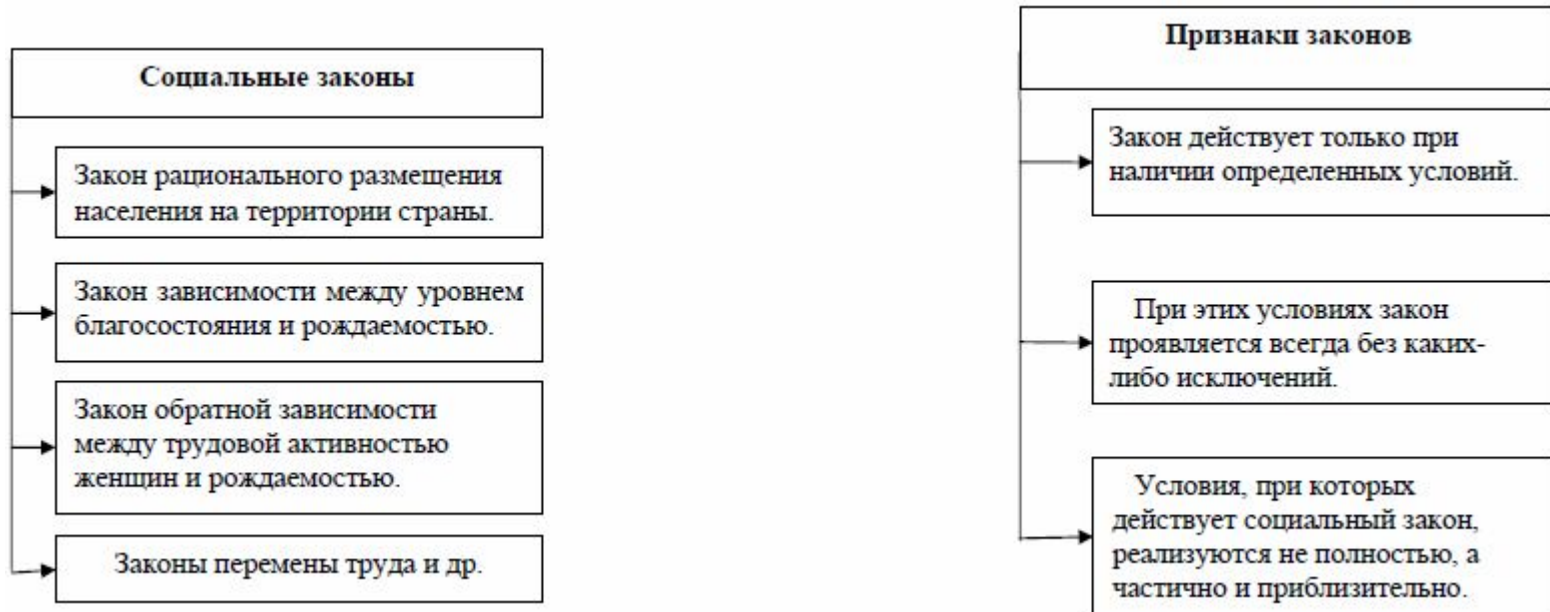 Социальные законы
Закон рационального размещения
населения на территории страны.
Закон зависимости между уровнем
благосостояния и рождаемостью.
Закон обратной зависимости
между трудовой активностью
женщин и рождаемостью.
Законы перемены труда и др.
Признаки законов
Закон действует только при
наличии определенных условий.
При этих условиях закон
проявляется всегда без каких-
либо исключений.
Условия, при которых
действует социальный закон,
реализуются не полностью, а
частично и приблизительно.